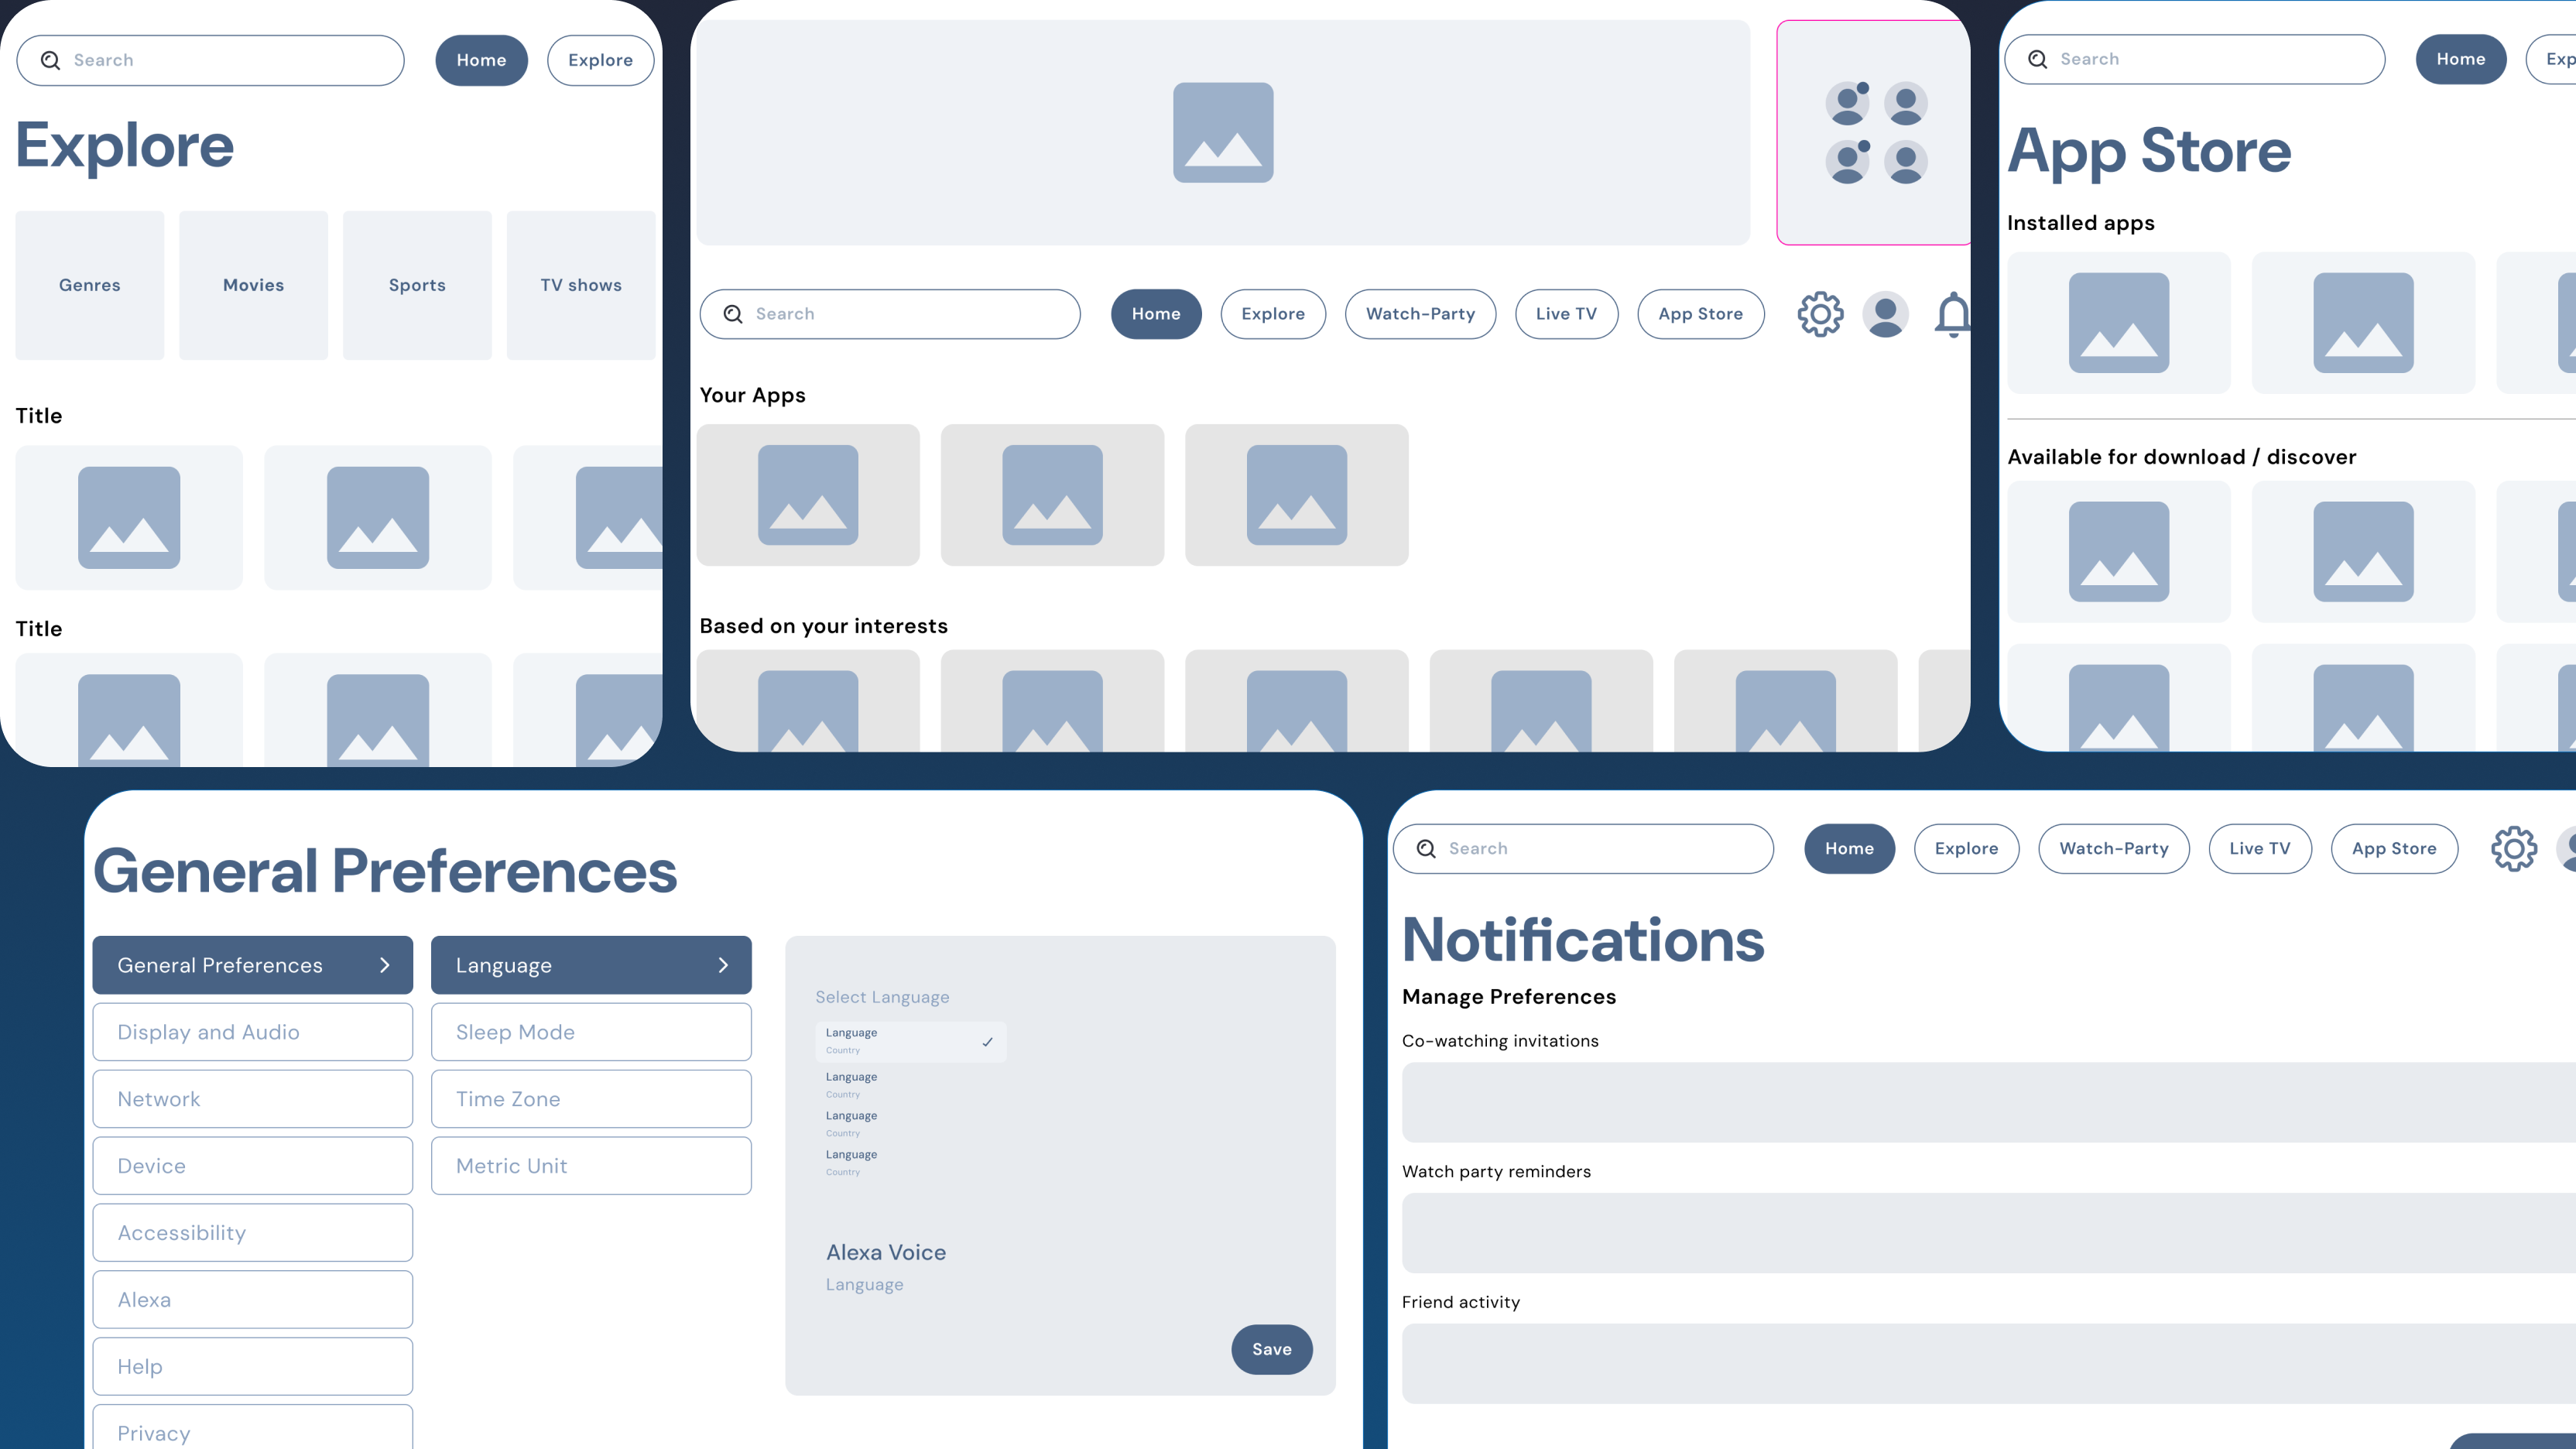 Search
Home
Explore
Explore
Genres
Movies
Sports
TV shows
Title
Title
Search
Home
Explore
Watch-Party
Live TV
App Store
Your Apps
Based on your interests
Search
Home
Exp
App Store
Installed apps
Available for download / discover
General Preferences
General Preferences
Display and Audio
Network
Device
Accessibility
Alexa
Help
Privacy
Language
Sleep Mode
Time Zone
Metric Unit
Select Language
Language
Country
Language
Country
Language
Country
Language
Country
Alexa Voice
Language
Save
Search
Home
Explore
Watch-Party
Live TV
App Store
Notifications
Manage Preferences
Co-watching invitations
Watch party reminders
Friend activity